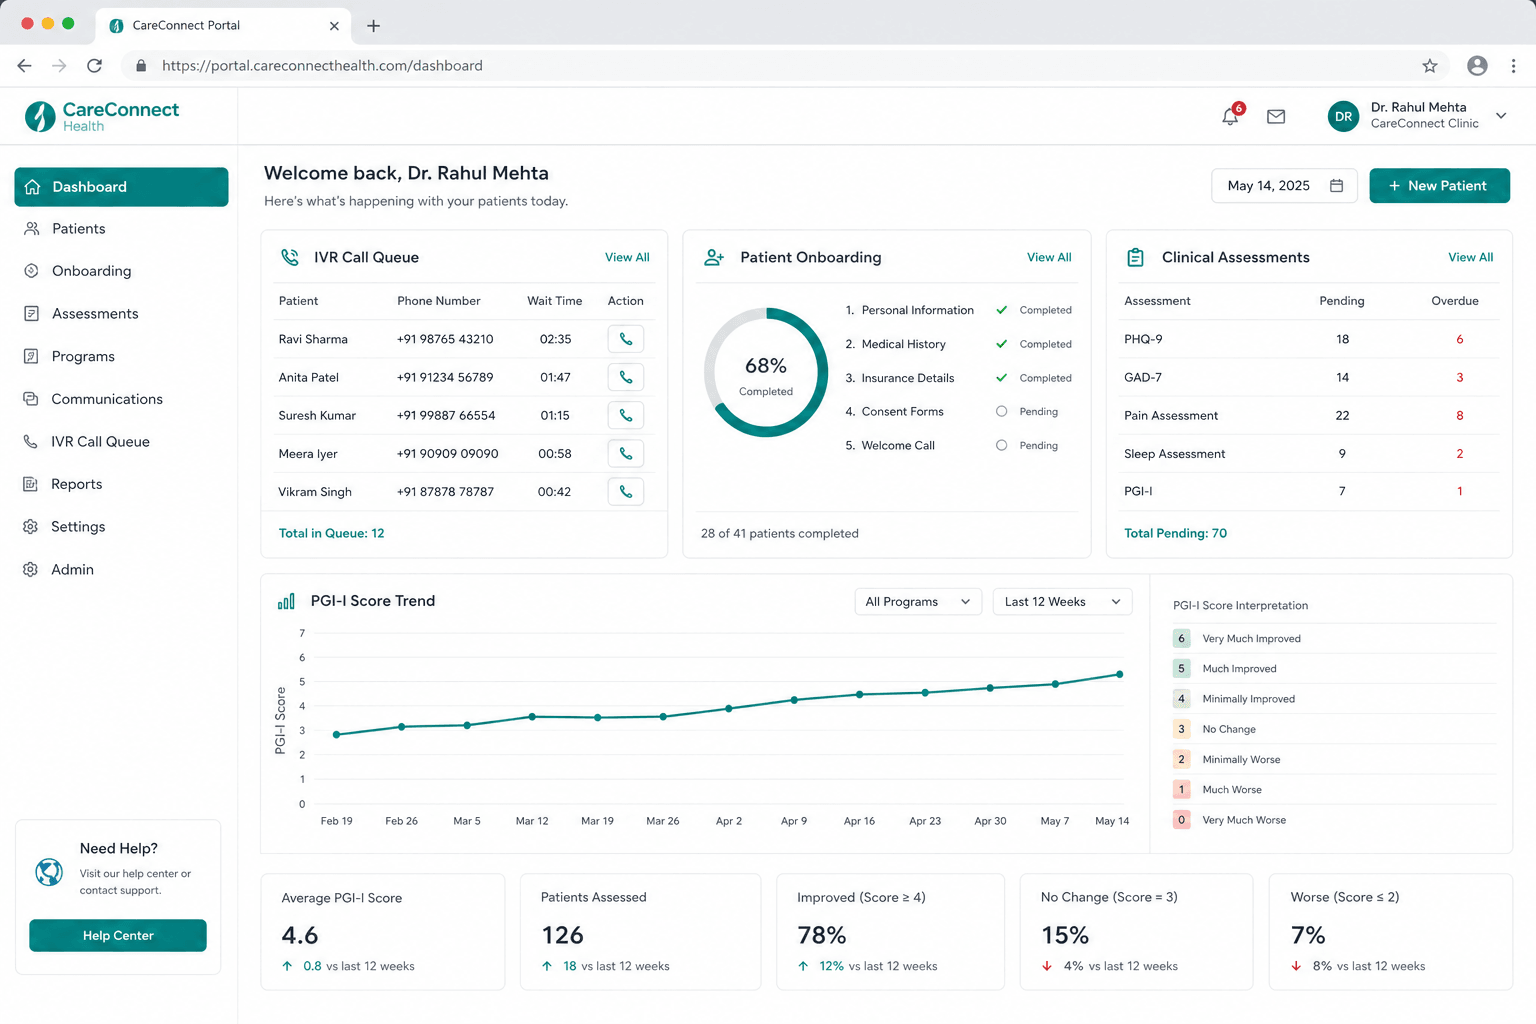 CareConnect Portal
https://portal.careconnecthealth.com/dashboard
CareConnect
Health
6
DR
Dr. Rahul Mehta
CareConnect Clinic
Dashboard
Patients
Onboarding
Assessments
Programs
Communications
IVR Call Queue
Reports
Settings
Admin
Need Help?
Visit our help center or
contact support.
Help Center
Welcome back, Dr. Rahul Mehta
Here's what's happening with your patients today.
May 14, 2025
+ New Patient
IVR Call Queue View All
Patient Phone Number Wait Time Action
Ravi Sharma +91 98765 43210 02:35
Anita Patel +91 91234 56789 01:47
Suresh Kumar +91 99887 66554 01:15
Meera Iyer +91 90909 09090 00:58
Vikram Singh +91 87878 78787 00:42
Total in Queue: 12
Patient Onboarding View All
68%
Completed
1. Personal Information Completed
2. Medical History Completed
3. Insurance Details Completed
4. Consent Forms Pending
5. Welcome Call Pending
28 of 41 patients completed
Clinical Assessments View All
Assessment Pending Overdue
PHQ-9 18 6
GAD-7 14 3
Pain Assessment 22 8
Sleep Assessment 9 2
PGI-I 7 1
Total Pending: 70
PGI-I Score Trend
All Programs
Last 12 Weeks
PGI-I Score
7
6
5
4
3
2
1
0
Feb 19 Feb 26 Mar 5 Mar 12 Mar 19 Mar 26 Apr 2 Apr 9 Apr 16 Apr 23 Apr 30 May 7 May 14
PGI-I Score Interpretation
6 Very Much Improved
5 Much Improved
4 Minimally Improved
3 No Change
2 Minimally Worse
1 Much Worse
0 Very Much Worse
Average PGI-I Score
4.6
↑ 0.8 vs last 12 weeks
Patients Assessed
126
↑ 18 vs last 12 weeks
Improved (Score ≥ 4)
78%
↑ 12% vs last 12 weeks
No Change (Score = 3)
15%
↓ 4% vs last 12 weeks
Worse (Score ≤ 2)
7%
↓ 8% vs last 12 weeks